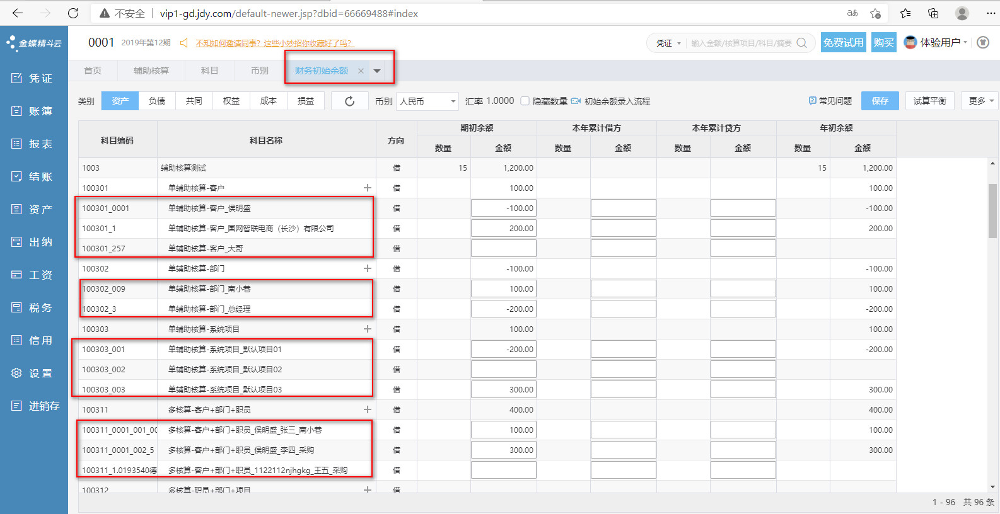 不安全 vip1-gd.jdy.com/default-newer.jsp?dbid=66669488#index aあ
金蝶精斗云
0001 2019年第12期 不知如何邀请同事？这些小妙招你收藏好了吗？ 凭证 输入金额/核算项目/科目/摘要 免费试用 购买 体验用户
首页 辅助核算 科目 币别 财务初始余额
凭证
账簿
报表
结账
资产
出纳
工资
税务
信用
设置
进销存
类别 资产 负债 共同 权益 成本 损益 币别 人民币 汇率 1.0000 隐藏数量 初始余额录入流程 常见问题 保存 试算平衡 更多
科目编码 科目名称 方向 期初余额 本年累计借方 本年累计贷方 年初余额
数量 金额 数量 金额 数量 金额 数量 金额
1003 辅助核算测试 借 15 1,200.00 15 1,200.00
100301 单辅助核算-客户 借 100.00 100.00
100301_0001 单辅助核算-客户_侯明盛 借 -100.00 -100.00
100301_1 单辅助核算-客户_国网智联电商（长沙）有限公司 借 200.00 200.00
100301_257 单辅助核算-客户_大哥 借
100302 单辅助核算-部门 借 -100.00 -100.00
100302_009 单辅助核算-部门_南小巷 借 100.00 100.00
100302_3 单辅助核算-部门_总经理 借 -200.00 -200.00
100303 单辅助核算-系统项目 借 100.00 100.00
100303_001 单辅助核算-系统项目_默认项目01 借 -200.00 -200.00
100303_002 单辅助核算-系统项目_默认项目02 借
100303_003 单辅助核算-系统项目_默认项目03 借 300.00 300.00
100311 多核算-客户+部门+职员 借 400.00 400.00
100311_0001_001_00 多核算-客户+部门+职员_侯明盛_张三_南小巷 借 100.00 100.00
100311_0001_002_5 多核算-客户+部门+职员_侯明盛_李四_采购 借 300.00 300.00
100311_1.0193540德 多核算-客户+部门+职员_1122112njhgkg_王五_采购 借
100312 多核算-职员+部门+项目 借
1 - 96 共 96 条